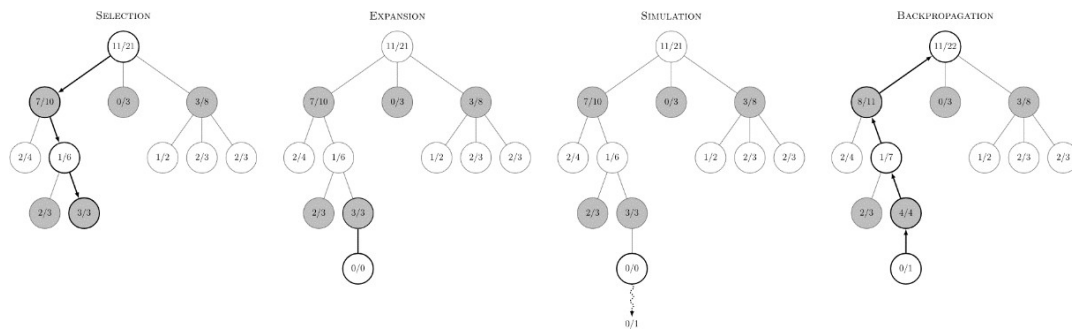 SELECTION
11/21
7/10 0/3 3/8
2/4 1/6 1/2 2/3 2/3
2/3 3/3
EXPANSION
11/21
7/10 0/3 3/8
2/4 1/6 1/2 2/3 2/3
2/3 3/3
0/0
SIMULATION
11/21
7/10 0/3 3/8
2/4 1/6 1/2 2/3 2/3
2/3 3/3
0/0
0/1
BACKPROPAGATION
11/22
8/11 0/3 3/8
2/4 1/7 1/2 2/3 2/3
2/3 4/4
0/1